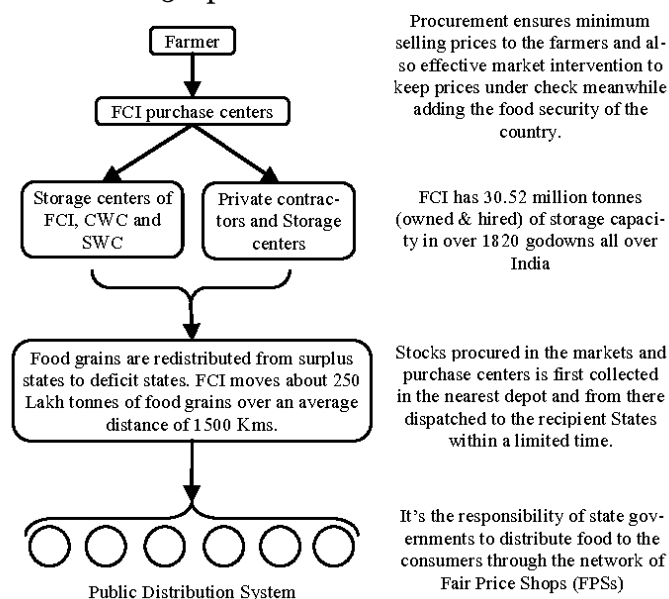 Farmer
FCI purchase centers
Storage centers of
FCI, CWC and
SWC
Private contrac-
tors and Storage
centers
Food grains are redistributed from surplus
states to deficit states. FCI moves about 250
Lakh tonnes of food grains over an average
distance of 1500 Kms.
Public Distribution System
Procurement ensures minimum
selling prices to the farmers and al-
so effective market intervention to
keep prices under check meanwhile
adding the food security of the
country.
FCI has 30.52 million tonnes
(owned & hired) of storage capaci-
ty in over 1820 godowns all over
India
Stocks procured in the markets and
purchase centers is first collected
in the nearest depot and from there
dispatched to the recipient States
within a limited time.
It's the responsibility of state gov-
ernments to distribute food to the
consumers through the network of
Fair Price Shops (FPSs)